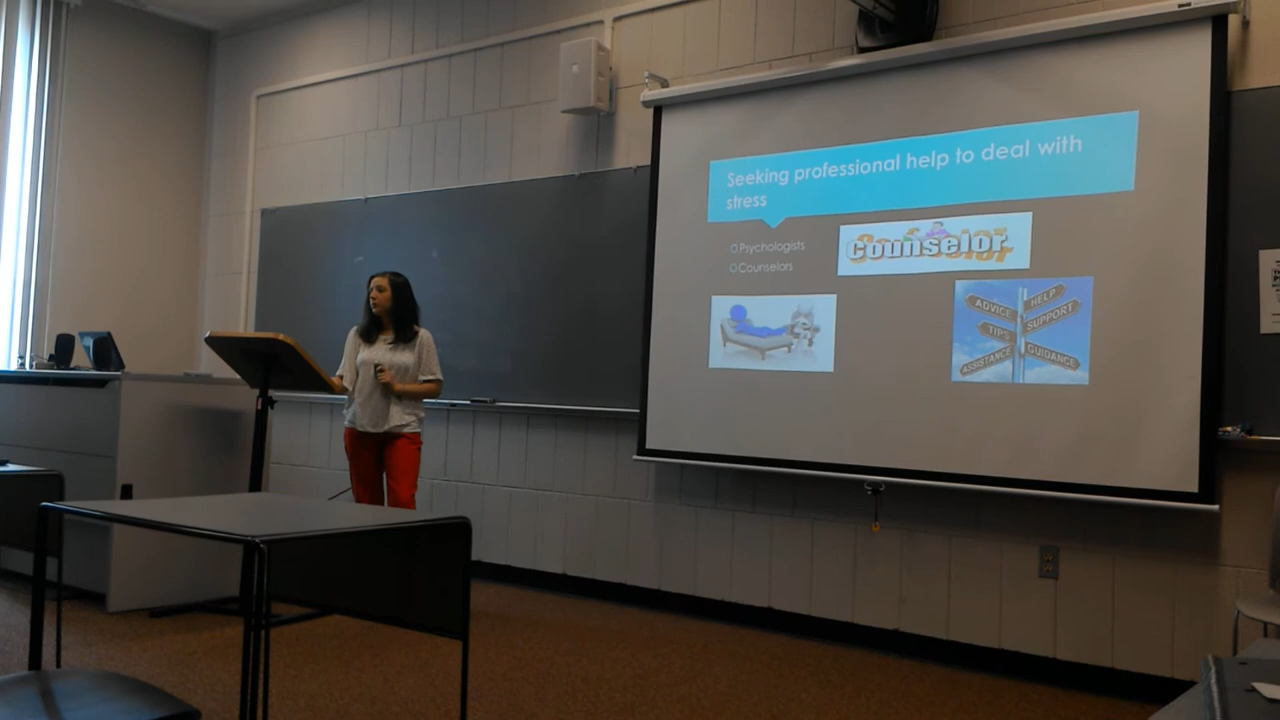 Seeking professional help to deal with
stress
Psychologists
Counselors
Counselor
HELP
ADVICE
SUPPORT
TIPS
GUIDANCE
ASSISTANCE